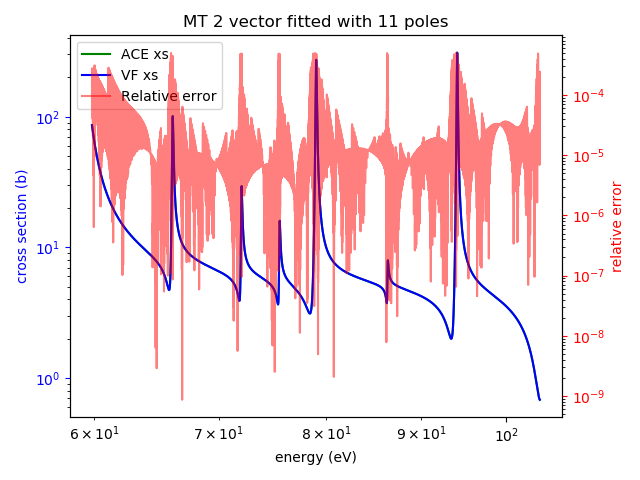 MT 2 vector fitted with 11 poles
ACE xs
VF xs
Relative error
cross section (b)
10²
10¹
10⁰
10⁻⁴
10⁻⁵
10⁻⁶
10⁻⁷
10⁻⁸
10⁻⁹
relative error
6 × 10¹
7 × 10¹
8 × 10¹
9 × 10¹
10²
energy (eV)